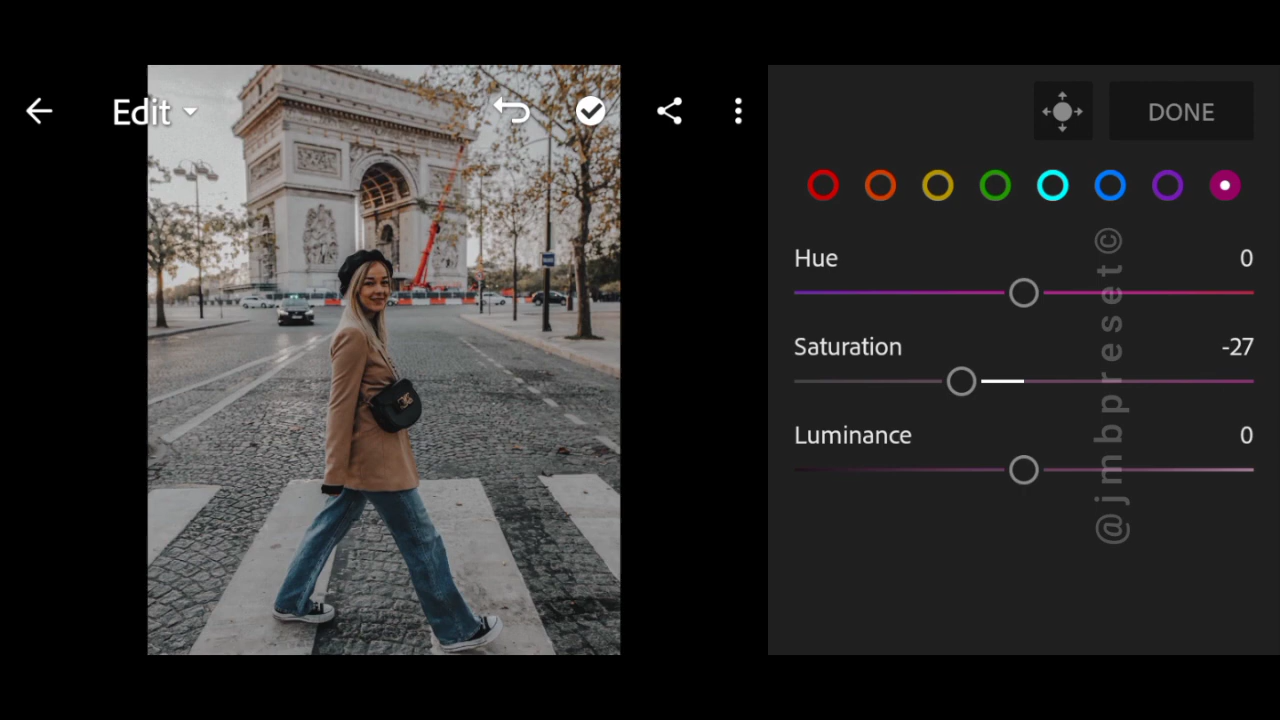 Edit
DONE
Hue 0
Saturation -27
Luminance 0
@jmbpreset©